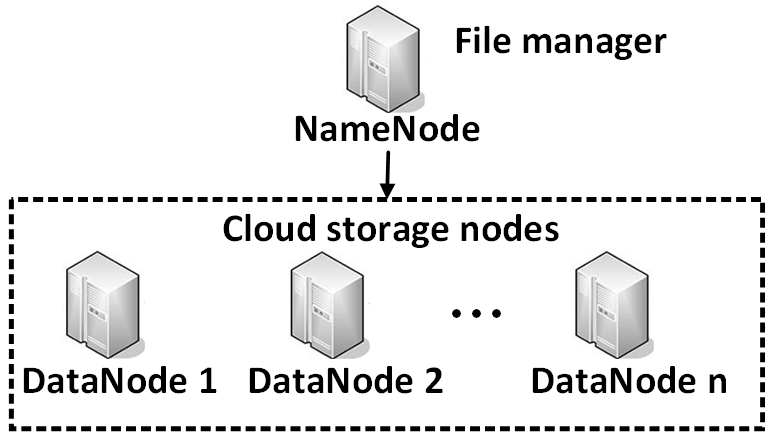 File manager
NameNode
Cloud storage nodes
...
DataNode 1 DataNode 2 DataNode n